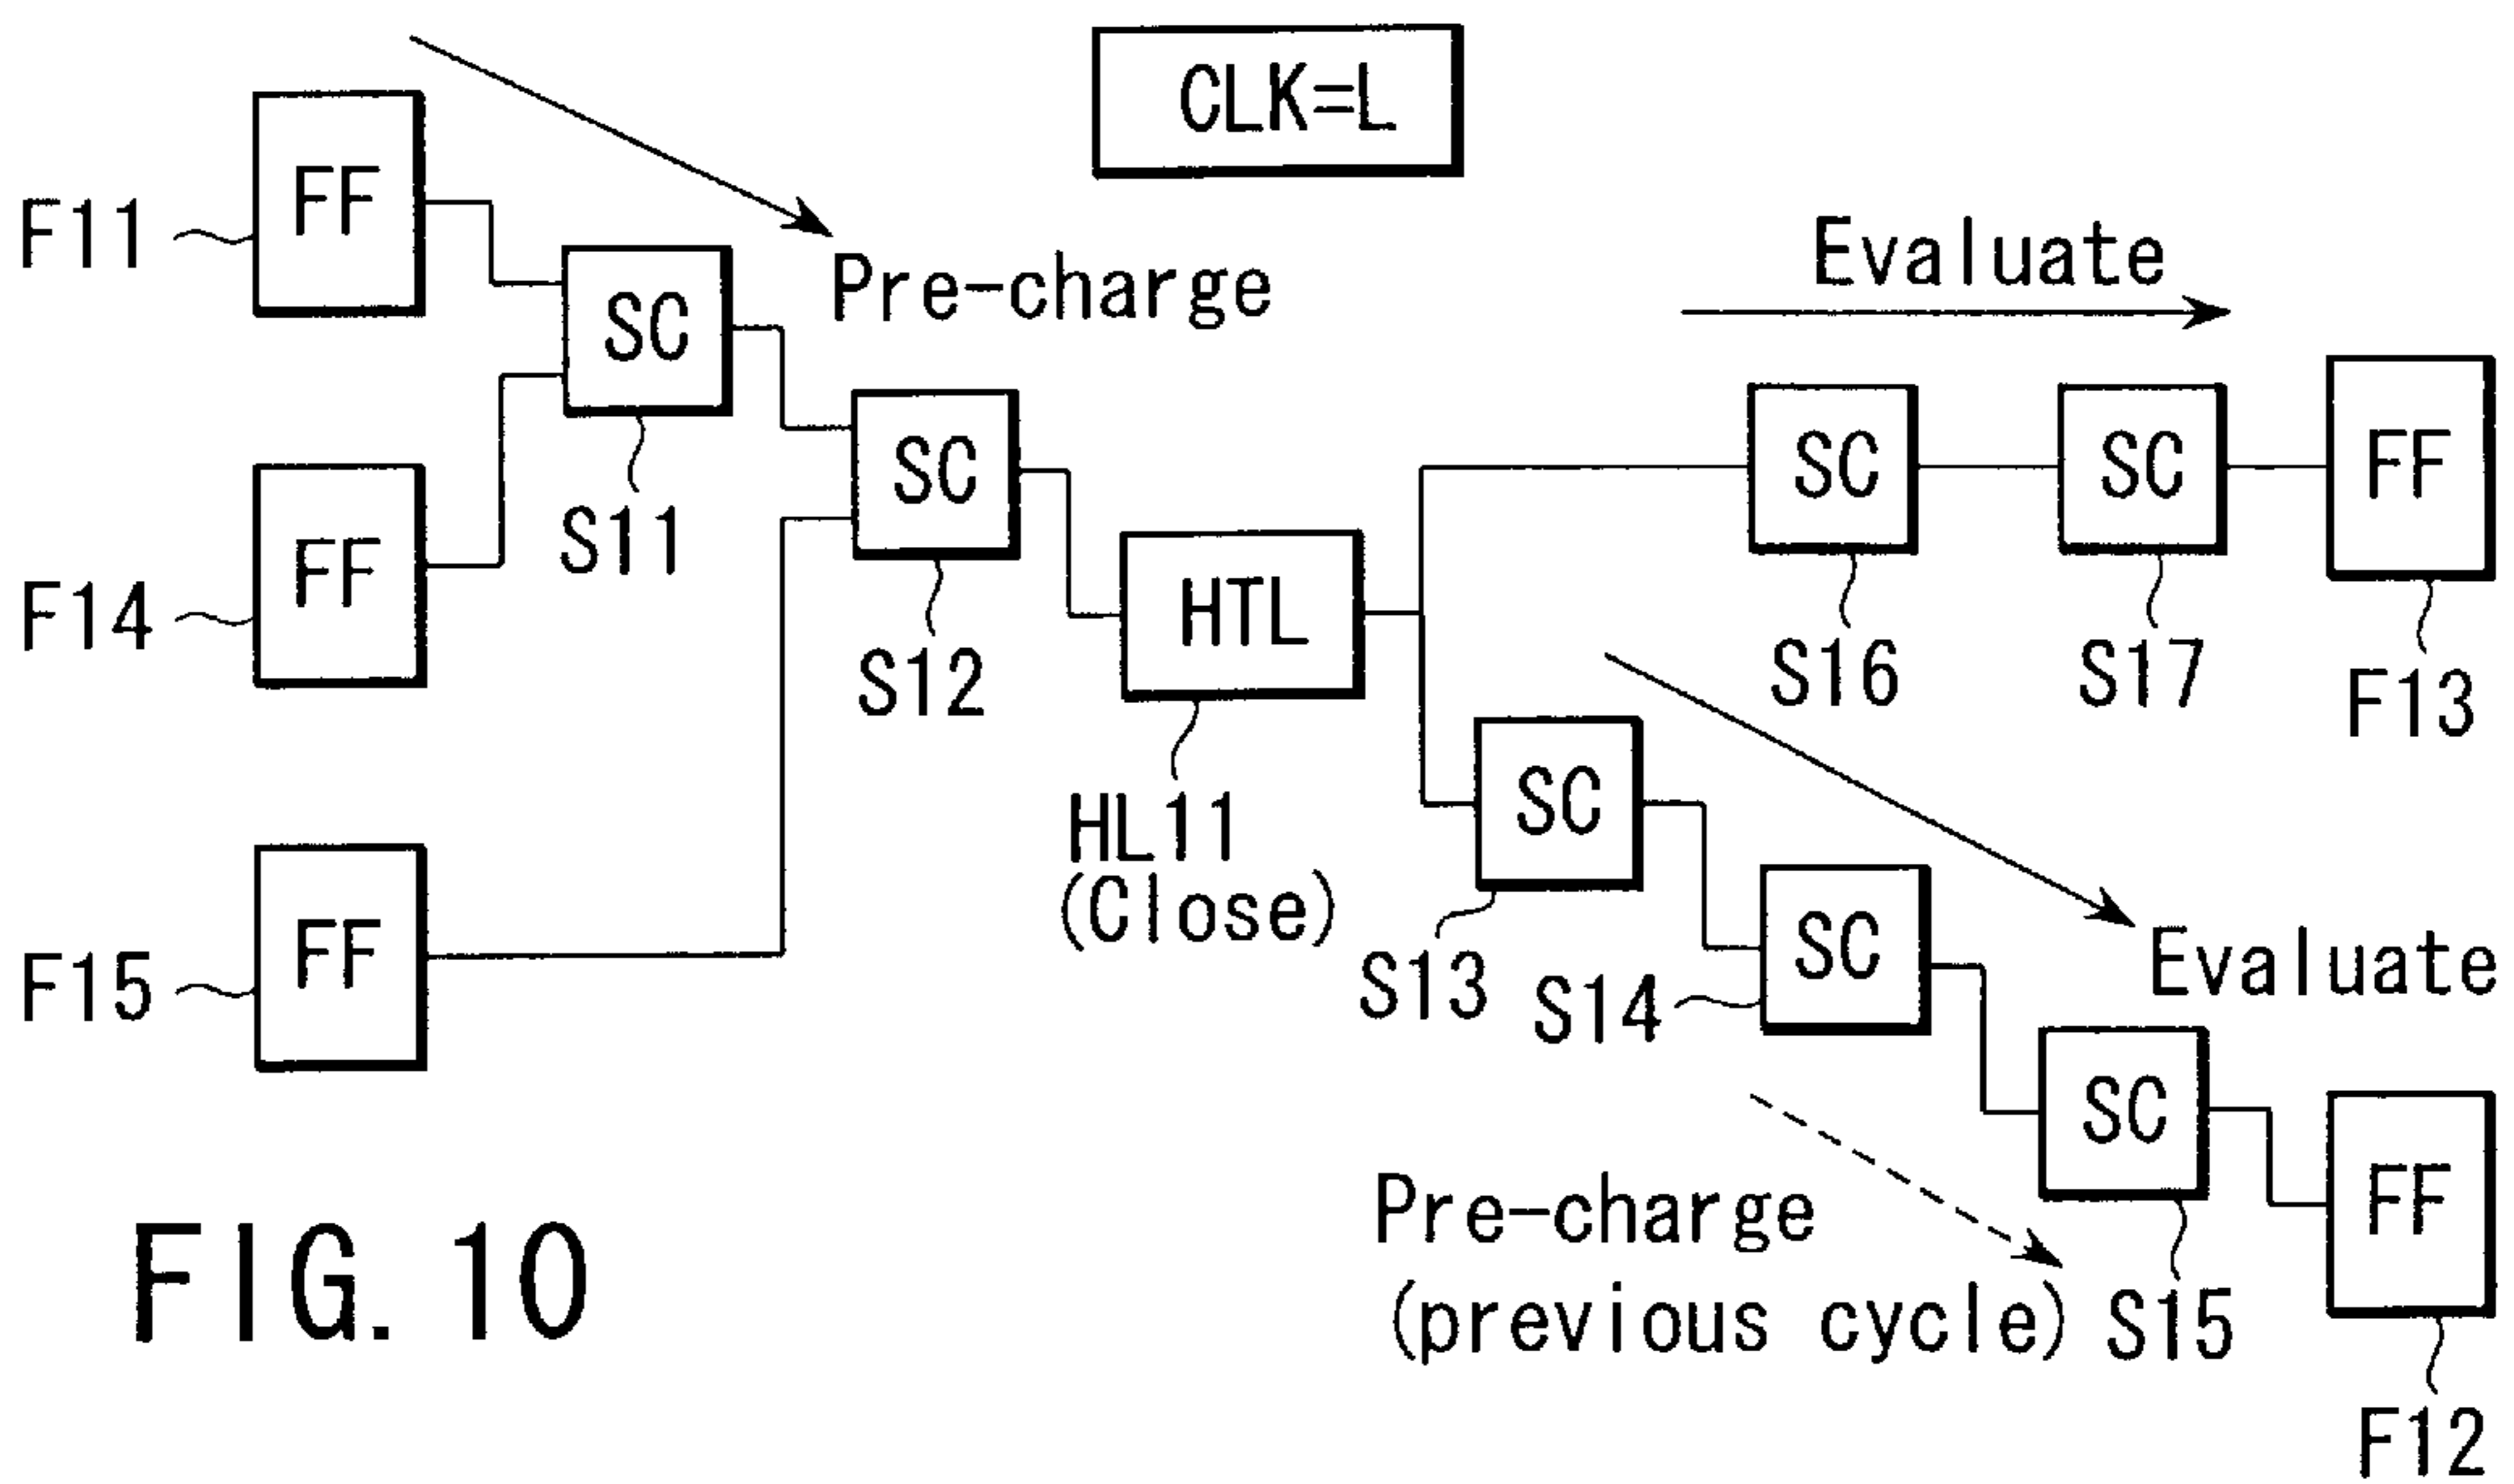 CLK=L
FF
F11
Pre-charge
Evaluate
SC
S11
FF
F14
SC
S12
HTL
HL11
(Close)
SC
S16
SC
S17
FF
F13
SC
S13
SC
S14
Evaluate
FF
F15
SC
S15
Pre-charge
(previous cycle)
FF
F12
FIG. 10